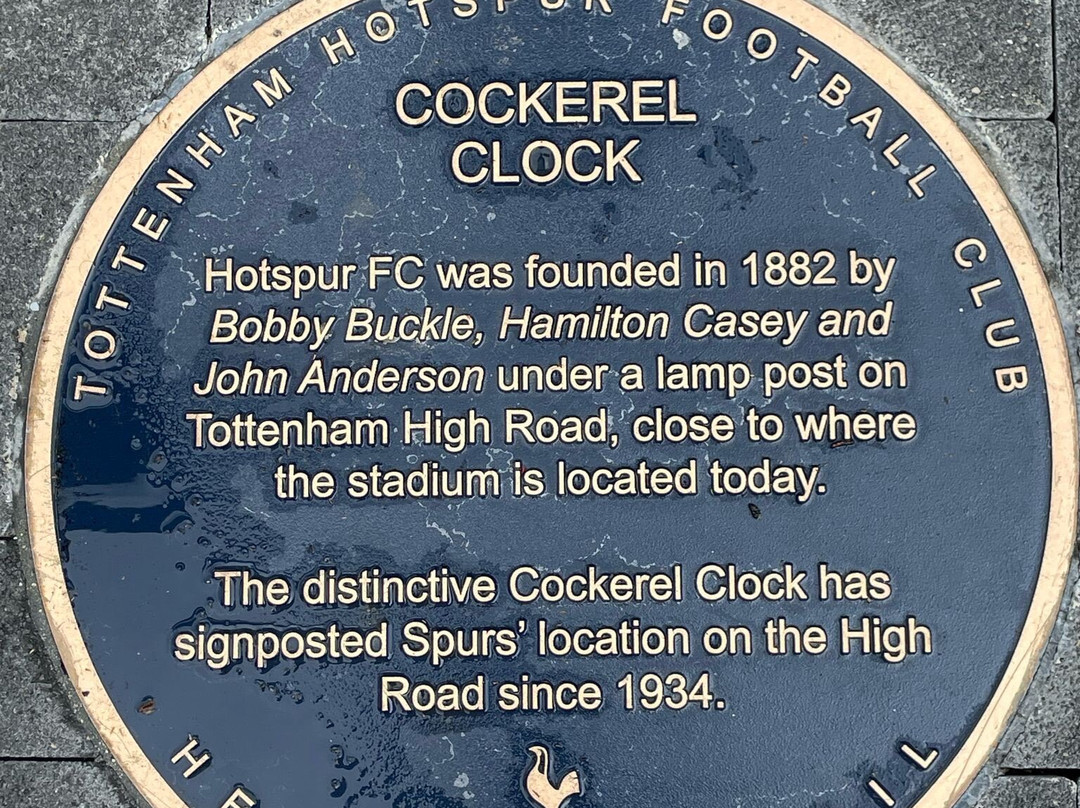 TOTTENHAM HOTSPUR FOOTBALL CLUB
COCKEREL
CLOCK
Hotspur FC was founded in 1882 by
Bobby Buckle, Hamilton Casey and
John Anderson under a lamp post on
Tottenham High Road, close to where
the stadium is located today.
The distinctive Cockerel Clock has
signposted Spurs’ location on the High
Road since 1934.